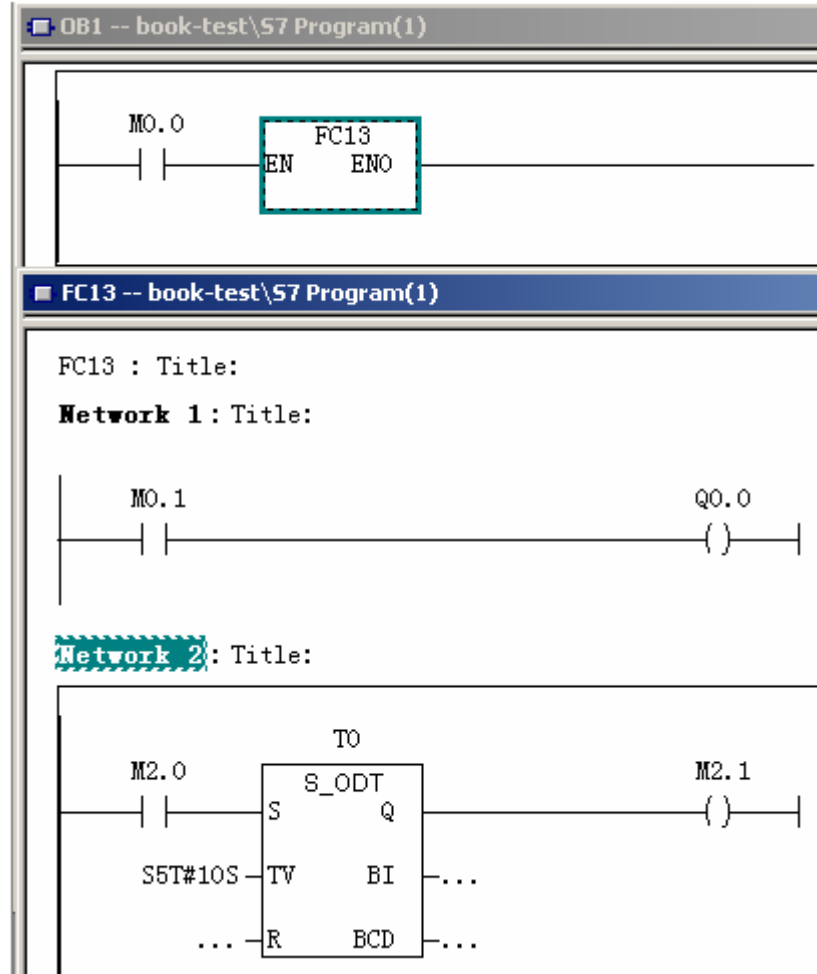 OB1 -- book-test\S7 Program(1)
M0.0
FC13
EN ENO
FC13 -- book-test\S7 Program(1)
FC13 : Title:
Network 1 : Title:
M0.1 Q0.0
( )
Network 2 : Title:
T0
M2.0 S_ODT M2.1
S Q ( )
S5T#10S TV BI ...
... R BCD ...